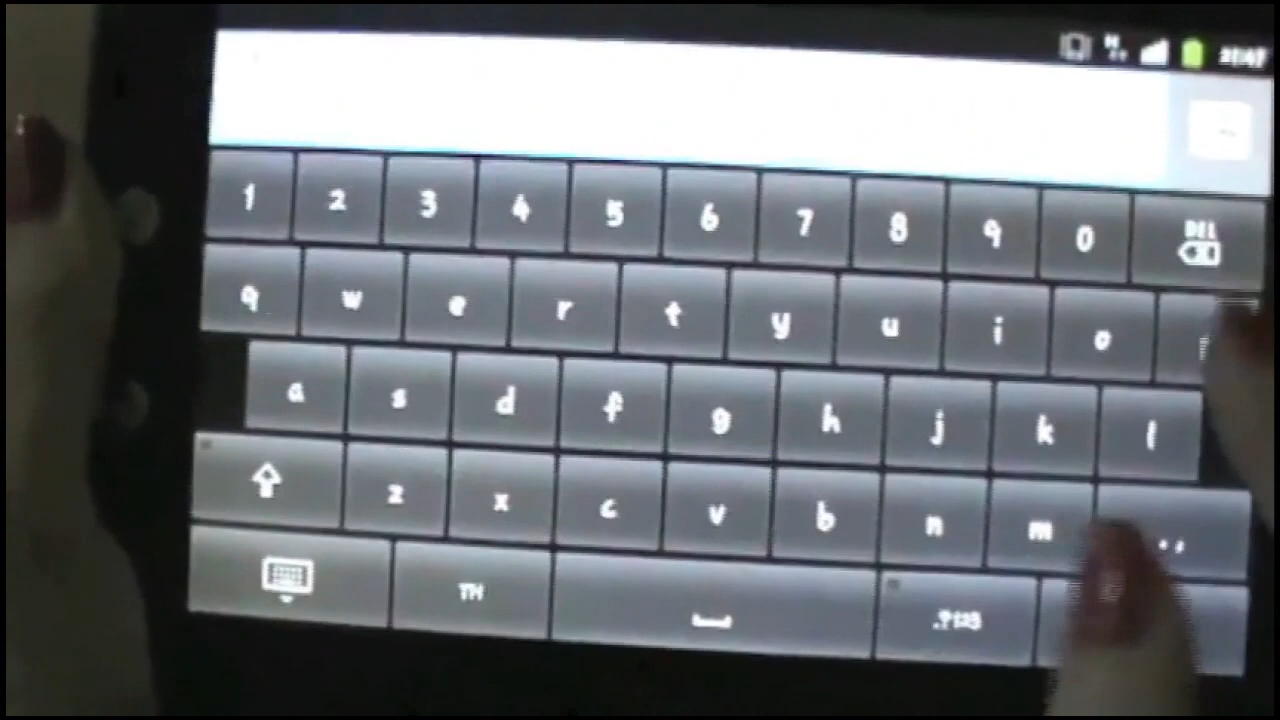 1 2 3 4 5 6 7 8 9 0 DEL
q w e r t y u i o
a s d f g h j k l
z x c v b n m . ,
TH .?123